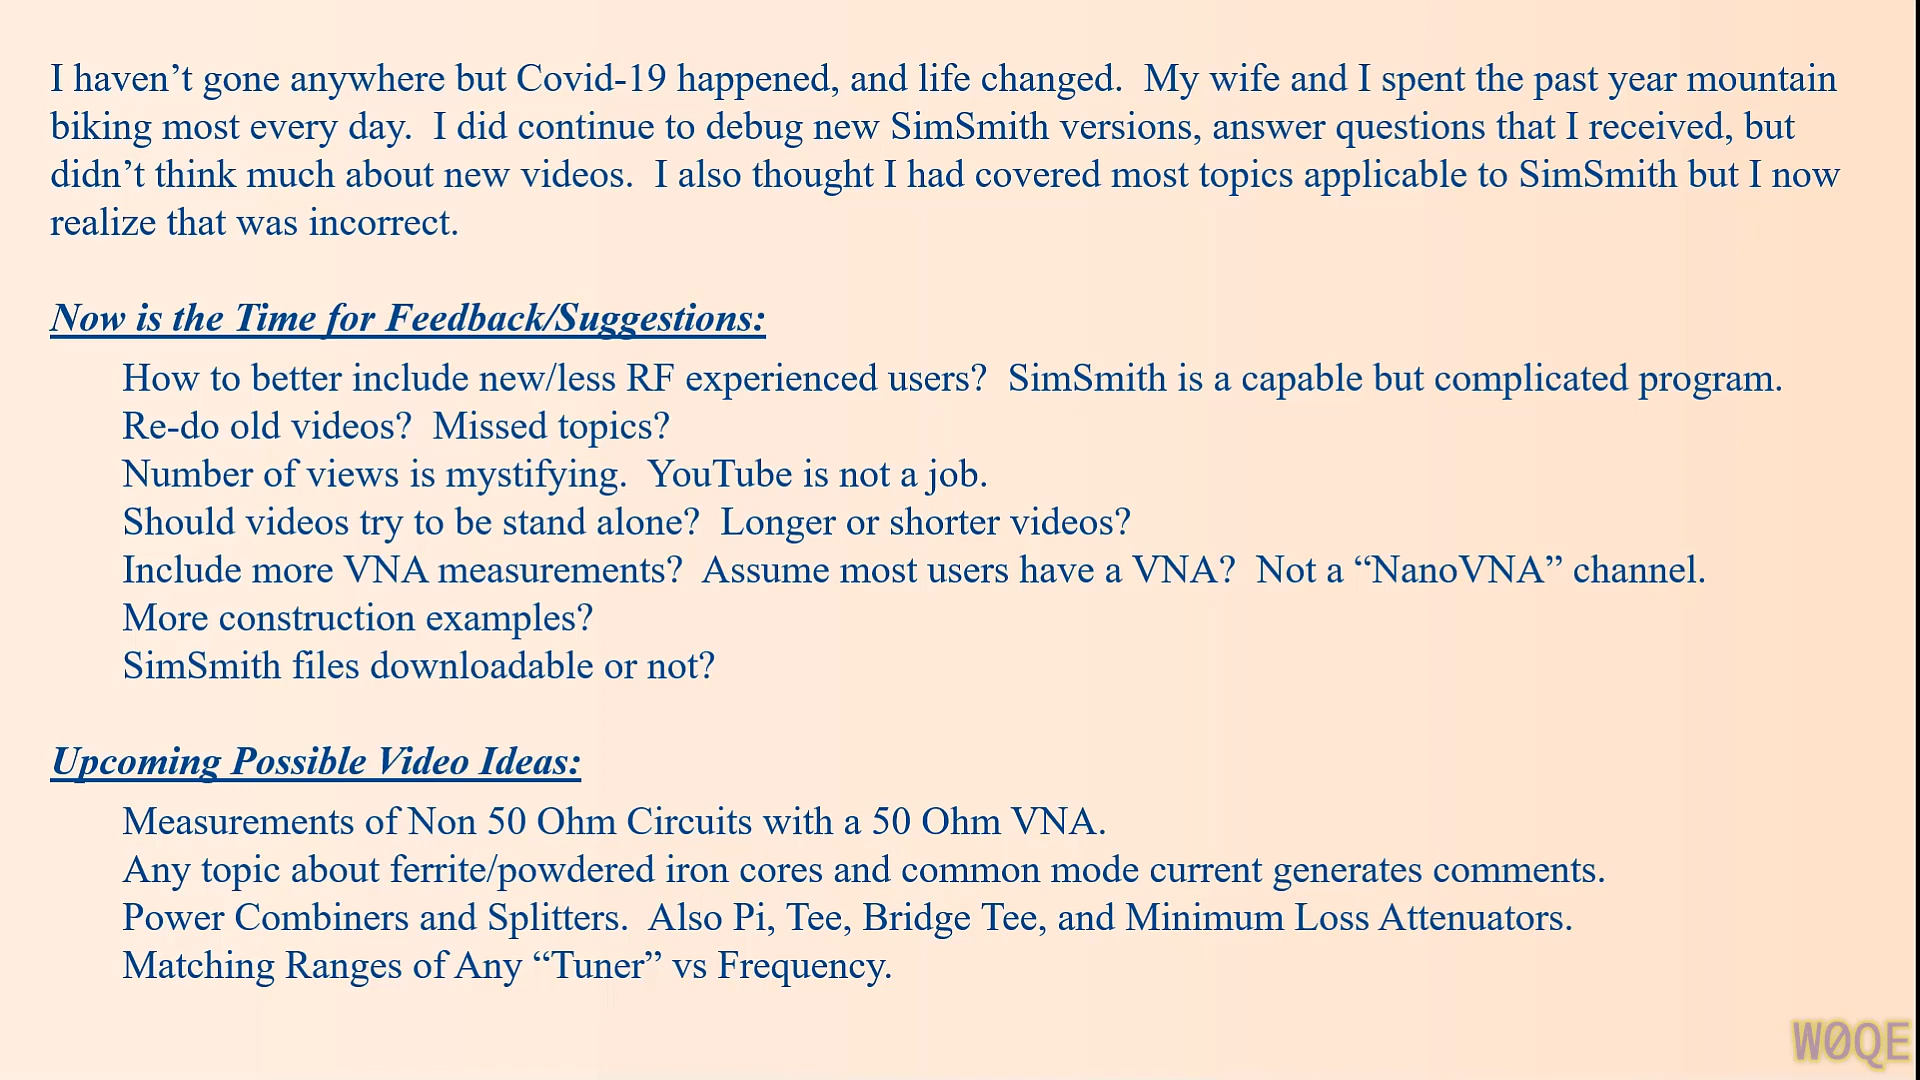 I haven’t gone anywhere but Covid-19 happened, and life changed.  My wife and I spent the past year mountain
biking most every day.  I did continue to debug new SimSmith versions, answer questions that I received, but
didn’t think much about new videos.  I also thought I had covered most topics applicable to SimSmith but I now
realize that was incorrect.
Now is the Time for Feedback/Suggestions:
How to better include new/less RF experienced users?  SimSmith is a capable but complicated program.
Re-do old videos?  Missed topics?
Number of views is mystifying.  YouTube is not a job.
Should videos try to be stand alone?  Longer or shorter videos?
Include more VNA measurements?  Assume most users have a VNA?  Not a “NanoVNA” channel.
More construction examples?
SimSmith files downloadable or not?
Upcoming Possible Video Ideas:
Measurements of Non 50 Ohm Circuits with a 50 Ohm VNA.
Any topic about ferrite/powdered iron cores and common mode current generates comments.
Power Combiners and Splitters.  Also Pi, Tee, Bridge Tee, and Minimum Loss Attenuators.
Matching Ranges of Any “Tuner” vs Frequency.
W0QE